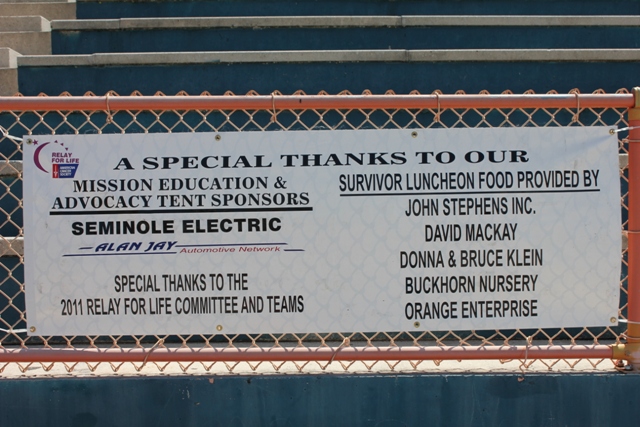 RELAY
FOR LIFE
A SPECIAL THANKS TO OUR
MISSION EDUCATION &
ADVOCACY TENT SPONSORS
SEMINOLE ELECTRIC
ALAN JAY Automotive Network
SPECIAL THANKS TO THE
2011 RELAY FOR LIFE COMMITTEE AND TEAMS
SURVIVOR LUNCHEON FOOD PROVIDED BY
JOHN STEPHENS INC.
DAVID MACKAY
DONNA & BRUCE KLEIN
BUCKHORN NURSERY
ORANGE ENTERPRISE